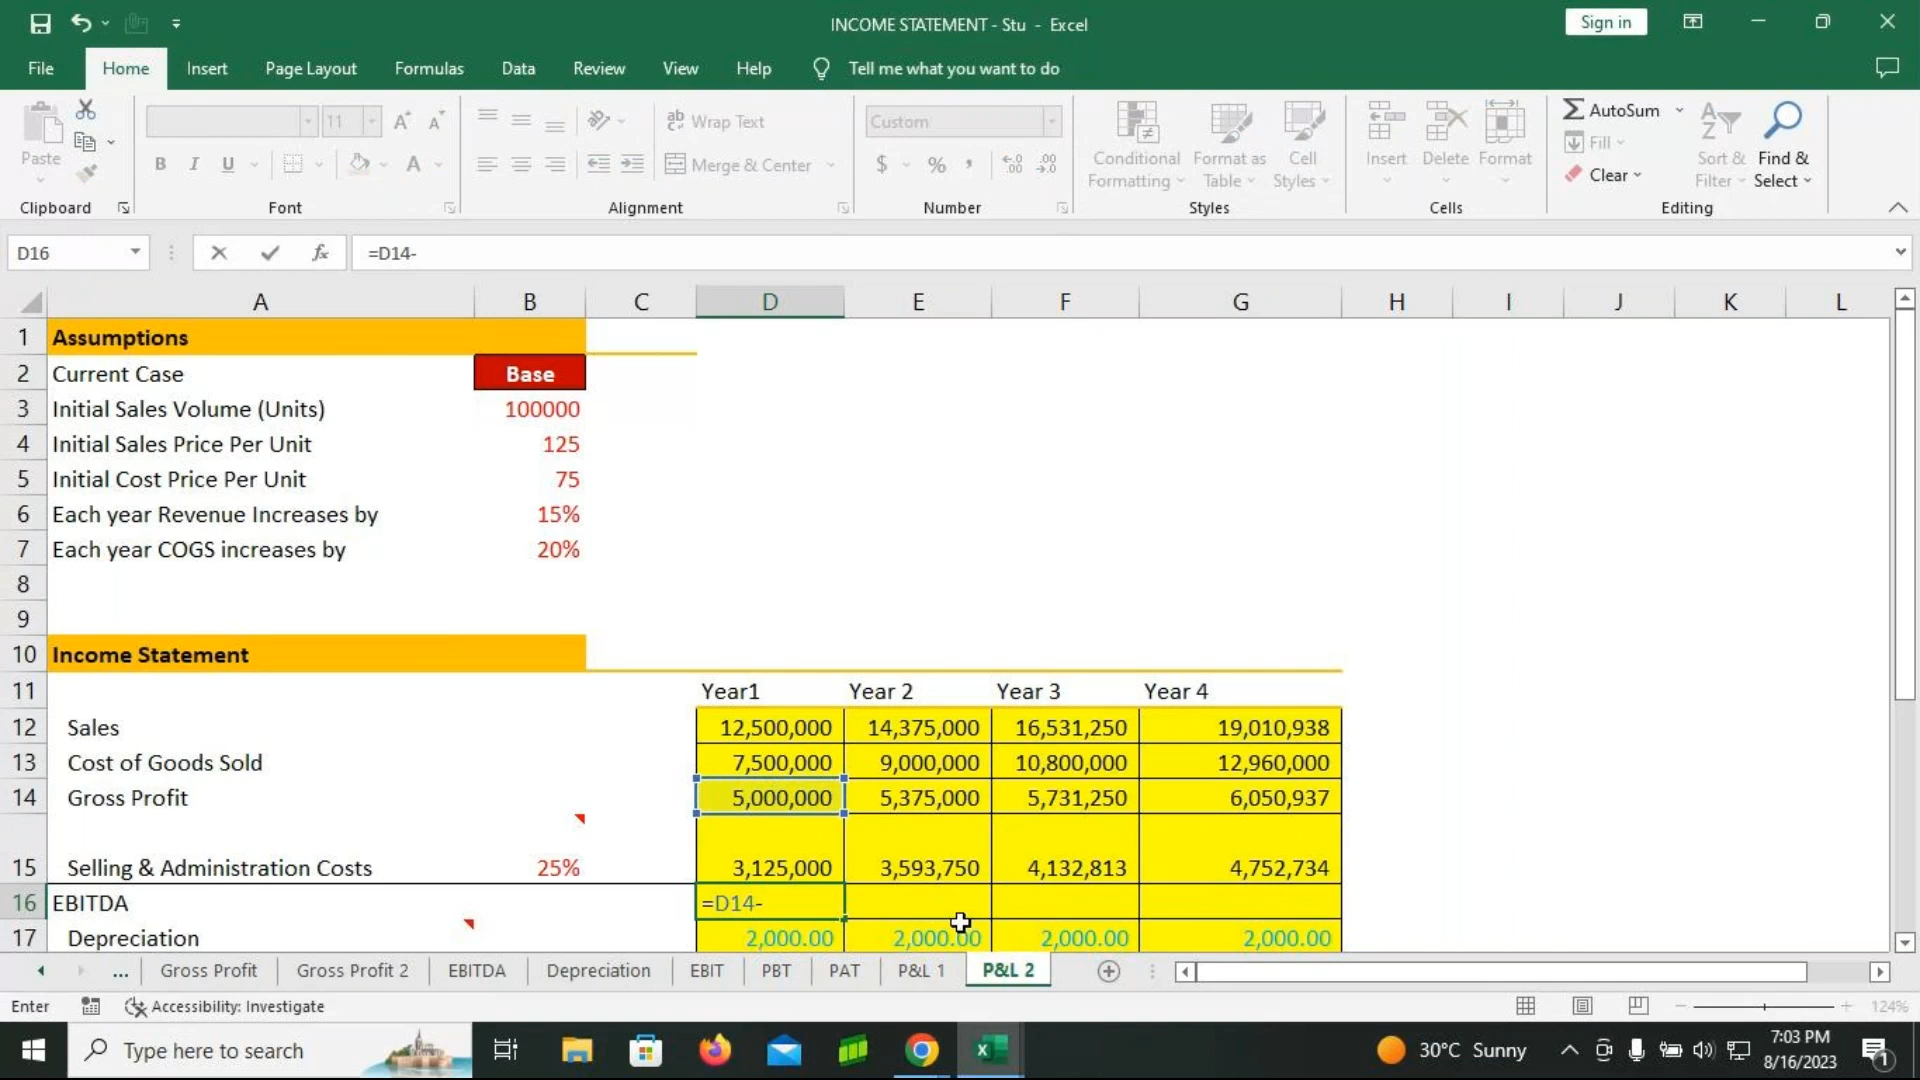 INCOME STATEMENT - Stu - Excel
Sign in
File Home Insert Page Layout Formulas Data Review View Help Tell me what you want to do
Paste
Clipboard
11
B I U
Font
Wrap Text
Merge & Center
Alignment
Custom
$ % ,
Number
Conditional Formatting
Format as Table
Cell Styles
Styles
Insert Delete Format
Cells
AutoSum
Fill
Clear
Sort & Filter
Find & Select
Editing
D16 fx =D14-
A B C D E F G H I J K L
1 Assumptions
2 Current Case Base
3 Initial Sales Volume (Units) 100000
4 Initial Sales Price Per Unit 125
5 Initial Cost Price Per Unit 75
6 Each year Revenue Increases by 15%
7 Each year COGS increases by 20%
8
9
10 Income Statement
11 Year1 Year 2 Year 3 Year 4
12 Sales 12,500,000 14,375,000 16,531,250 19,010,938
13 Cost of Goods Sold 7,500,000 9,000,000 10,800,000 12,960,000
14 Gross Profit 5,000,000 5,375,000 5,731,250 6,050,937
15 Selling & Administration Costs 25% 3,125,000 3,593,750 4,132,813 4,752,734
16 EBITDA =D14-
17 Depreciation 2,000.00 2,000.00 2,000.00 2,000.00
... Gross Profit Gross Profit 2 EBITDA Depreciation EBIT PBT PAT P&L 1 P&L 2
Enter Accessibility: Investigate 124%
Type here to search 30°C Sunny 7:03 PM
8/16/2023 1